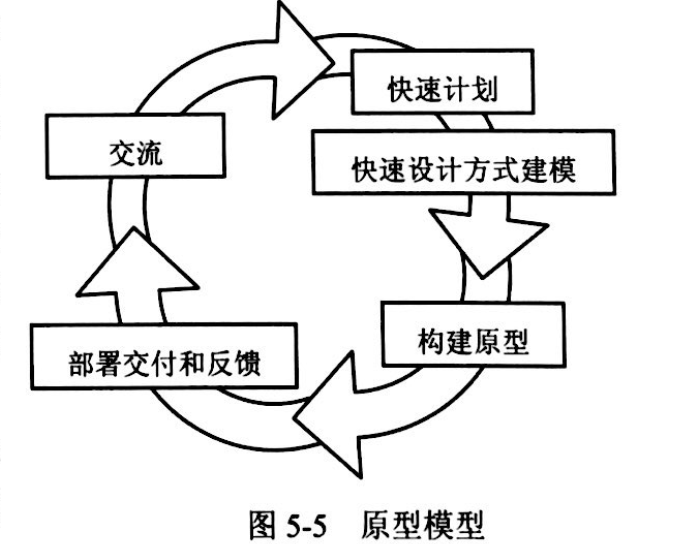 快速计划
交流
快速设计方式建模
构建原型
部署交付和反馈
图 5-5 原型模型